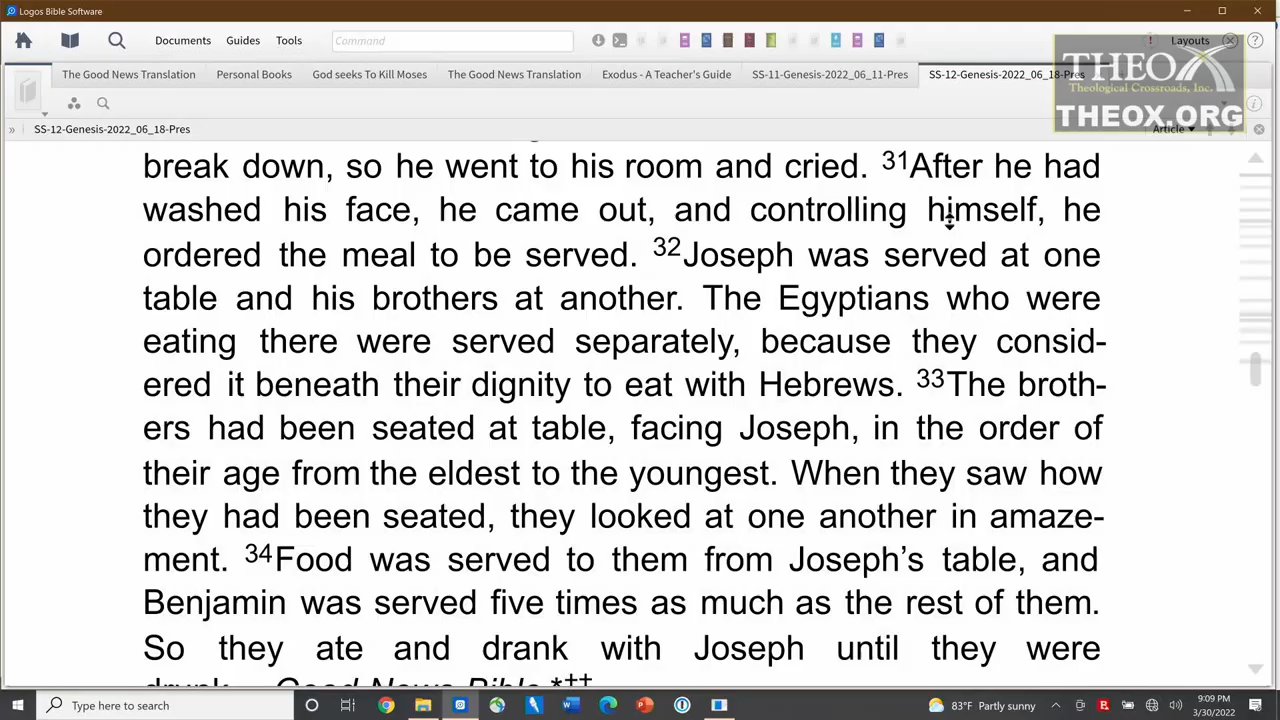 Logos Bible Software
Documents Guides Tools Command Layouts
The Good News Translation Personal Books God seeks To Kill Moses The Good News Translation Exodus - A Teacher's Guide SS-11-Genesis-2022_06_11-Pres SS-12-Genesis-2022_06_18-Pres
THEOX
Theological Crossroads, Inc.
THEOX.ORG
» SS-12-Genesis-2022_06_18-Pres Article
break down, so he went to his room and cried. 31After he had
washed his face, he came out, and controlling himself, he
ordered the meal to be served. 32Joseph was served at one
table and his brothers at another. The Egyptians who were
eating there were served separately, because they consid-
ered it beneath their dignity to eat with Hebrews. 33The broth-
ers had been seated at table, facing Joseph, in the order of
their age from the eldest to the youngest. When they saw how
they had been seated, they looked at one another in amaze-
ment. 34Food was served to them from Joseph's table, and
Benjamin was served five times as much as the rest of them.
So they ate and drank with Joseph until they were
drunk. Good News Bible *‡‡
Type here to search 83°F Partly sunny 9:09 PM
3/30/2022